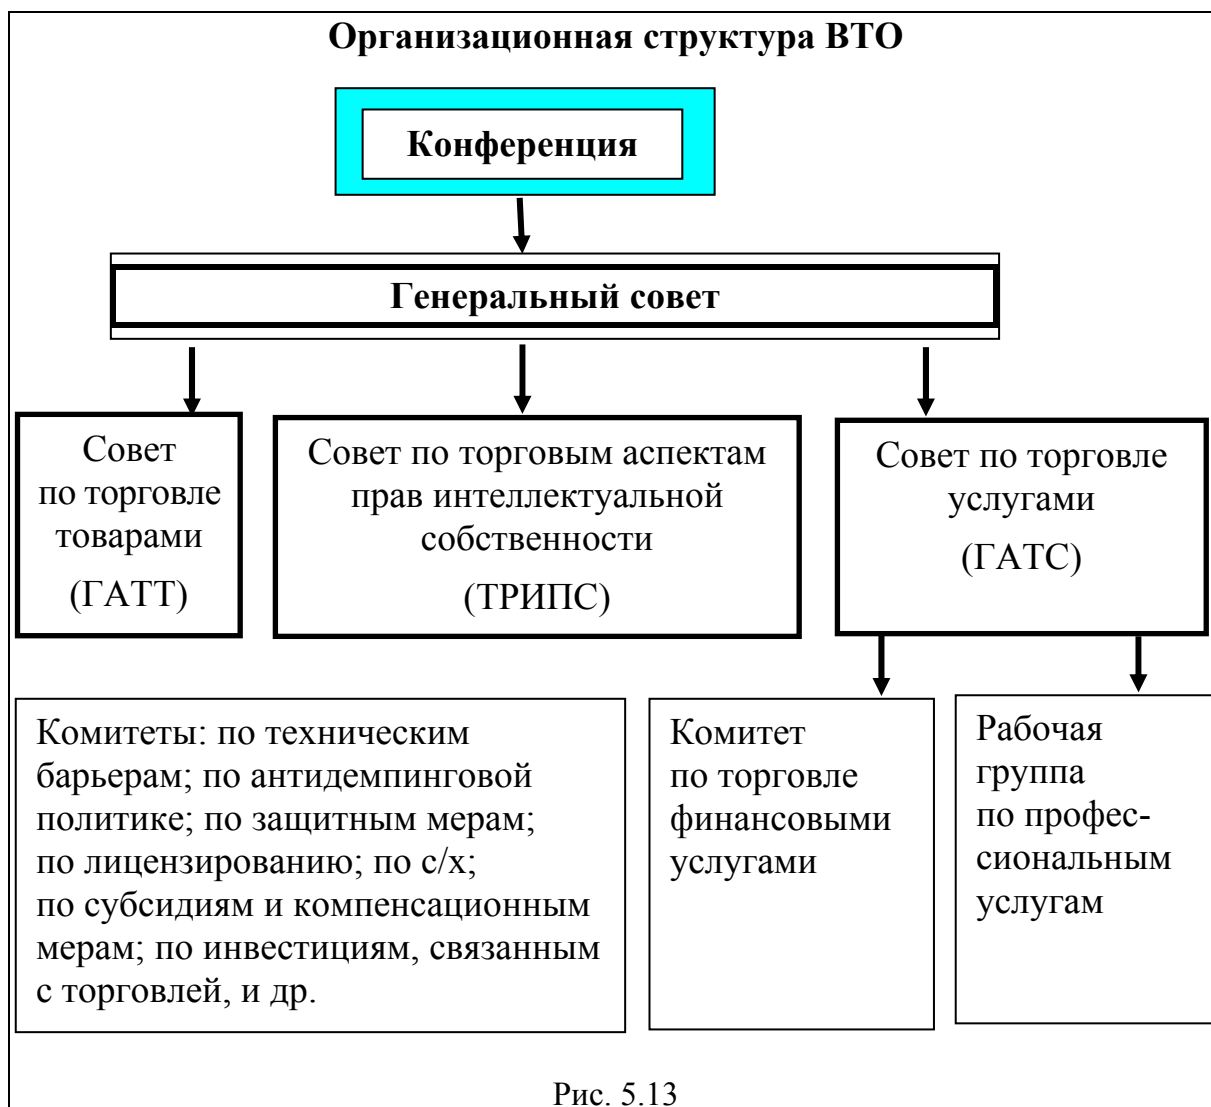 Организационная структура ВТО
Конференция
Генеральный совет
Совет
по торговле
товарами
(ГАТТ)
Совет по торговым аспектам
прав интеллектуальной
собственности
(ТРИПС)
Совет по торговле
услугами
(ГАТС)
Комитеты: по техническим
барьерам; по антидемпинговой
политике; по защитным мерам;
по лицензированию; по с/х;
по субсидиям и компенсационным
мерам; по инвестициям, связанным
с торговлей, и др.
Комитет
по торговле
финансовыми
услугами
Рабочая
группа
по профес-
сиональным
услугам
Рис. 5.13